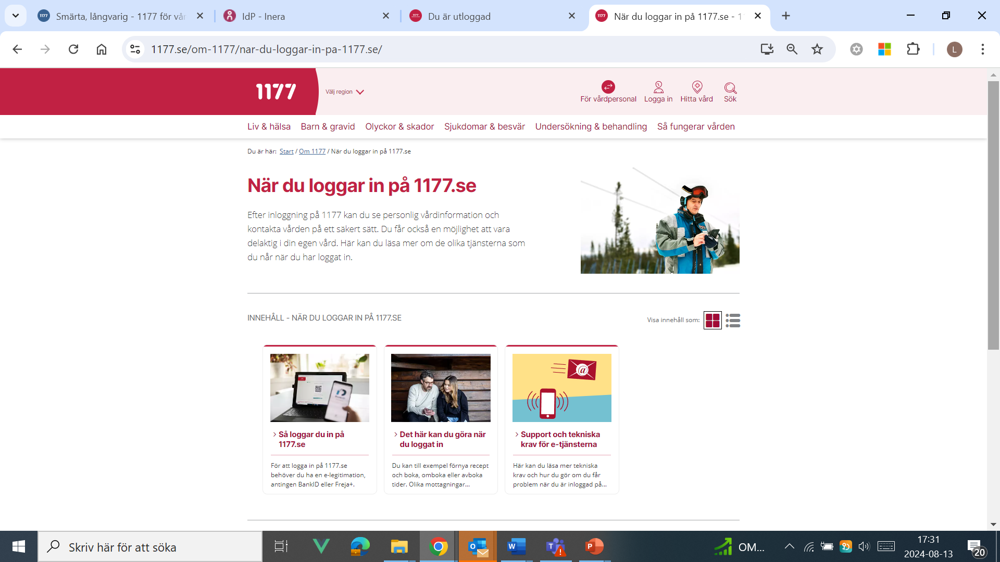 1177 Smärta, långvarig - 1177 för vår
IdP - Inera
Du är utloggad
1177 När du loggar in på 1177.se - 1
1177.se/om-1177/nar-du-loggar-in-pa-1177.se/
L
1177
Välj region
För vårdpersonal
Logga in
Hitta vård
Sök
Liv & hälsa Barn & gravid Olyckor & skador Sjukdomar & besvär Undersökning & behandling Så fungerar vården
Du är här: Start / Om 1177 / När du loggar in på 1177.se
När du loggar in på 1177.se
Efter inloggning på 1177 kan du se personlig vårdinformation och
kontakta vården på ett säkert sätt. Du får också en möjlighet att vara
delaktig i din egen vård. Här kan du läsa mer om de olika tjänsterna som
du når när du har loggat in.
INNEHÅLL - NÄR DU LOGGAR IN PÅ 1177.SE
Visa innehåll som:
@
Så loggar du in på
1177.se
För att logga in på 1177.se
behöver du ha en e-legitimation,
antingen BankID eller Freja+.
Det här kan du göra när
du loggat in
Du kan till exempel förnya recept
och boka, omboka eller avboka
tider. Olika mottagningar...
Support och tekniska
krav för e-tjänsterna
Här kan du läsa mer tekniska
krav och hur du gör om du får
problem när du är inloggad på...
Skriv här för att söka
OM...
17:31
2024-08-13
20